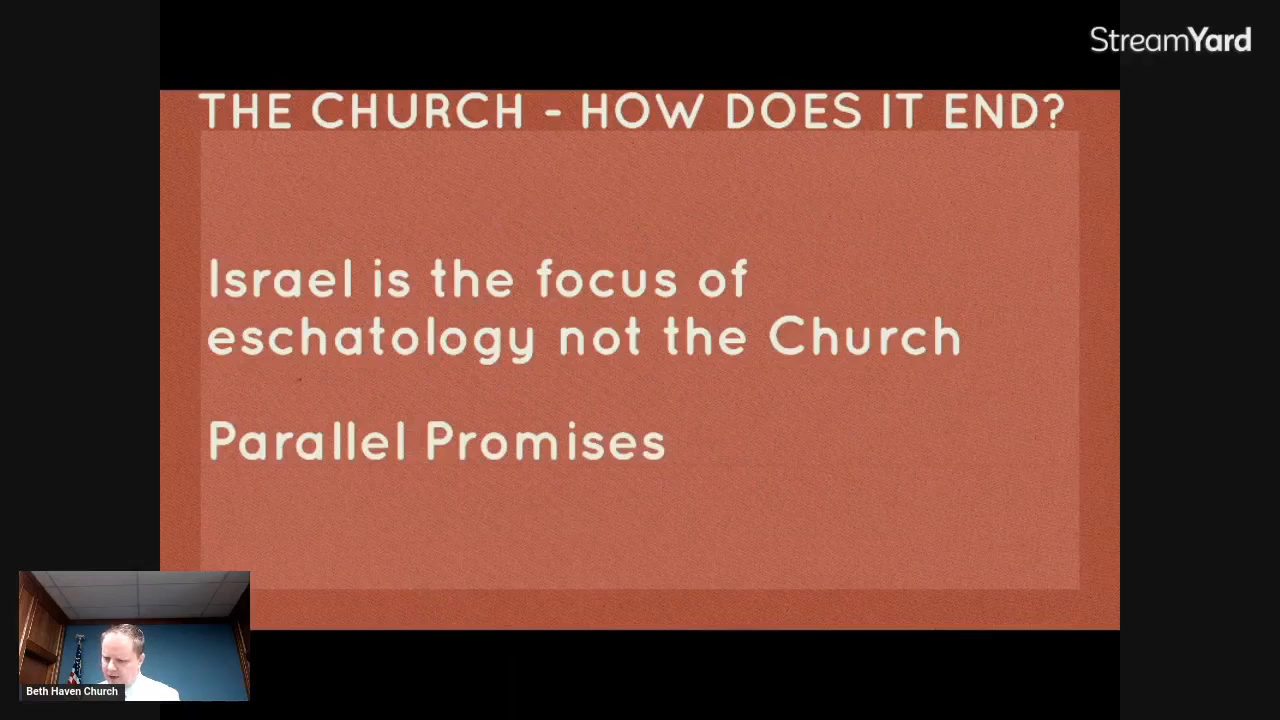 StreamYard
THE CHURCH - HOW DOES IT END?
Israel is the focus of
eschatology not the Church
Parallel Promises
Beth Haven Church